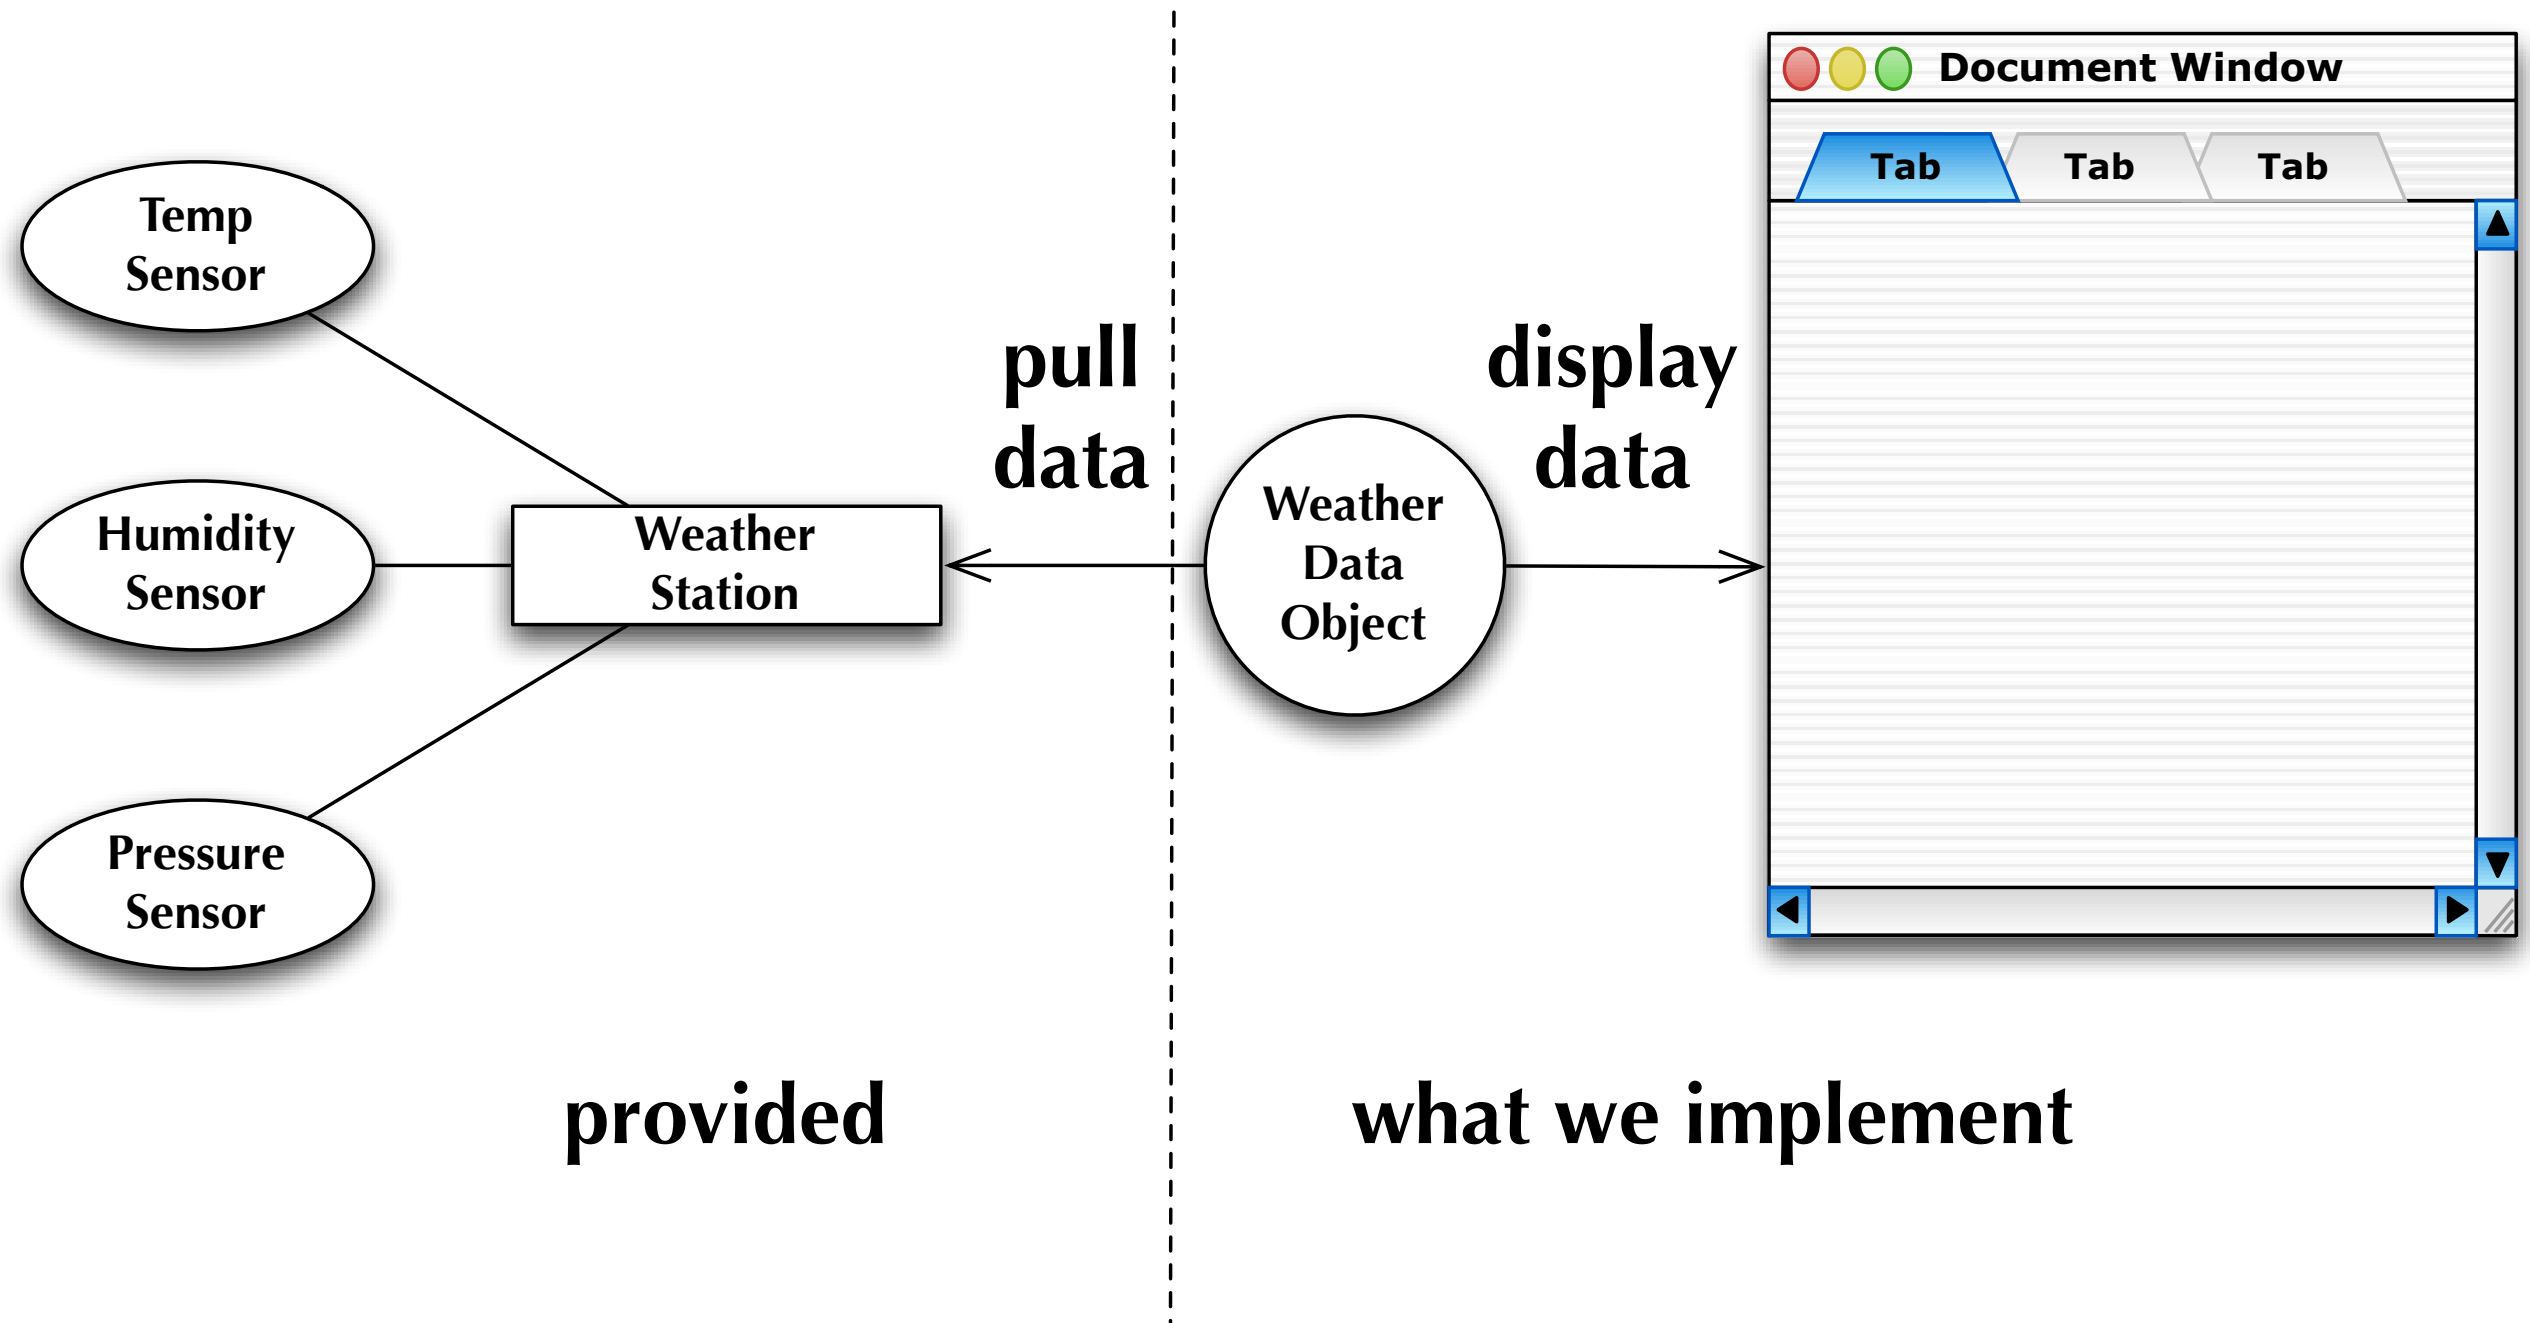 Temp
Sensor
Humidity
Sensor
Pressure
Sensor
Weather
Station
pull
data
Weather
Data
Object
display
data
Document Window
Tab
Tab
Tab
provided
what we implement